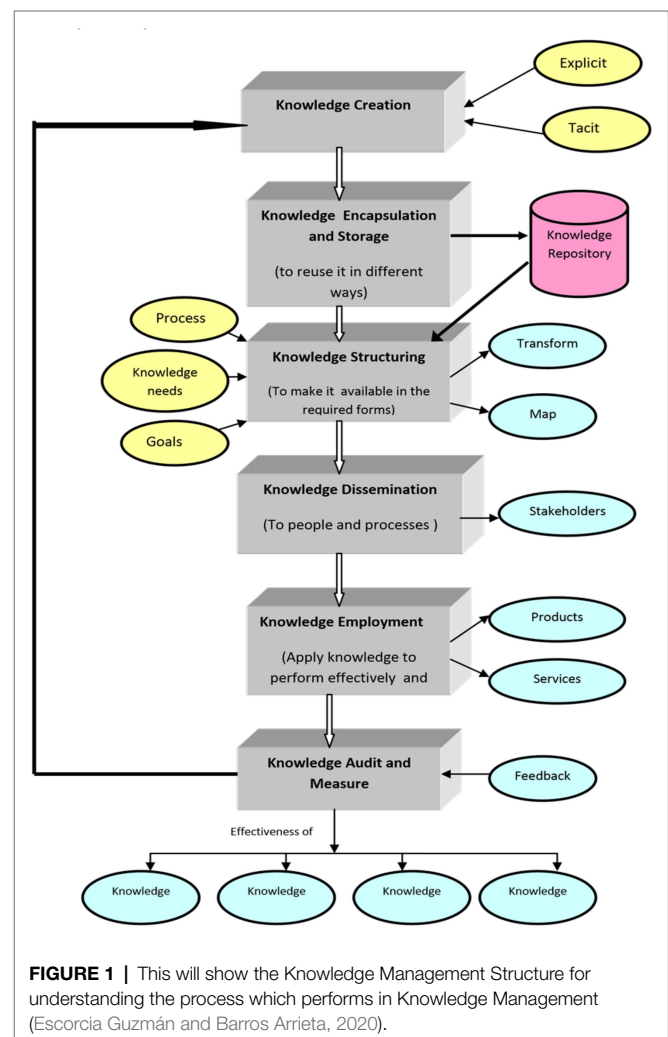 Explicit
Knowledge Creation
Tacit
Knowledge Encapsulation
and Storage
(to reuse it in different
ways)
Knowledge
Repository
Process
Knowledge
needs
Goals
Knowledge Structuring
(To make it available in the
required forms)
Transform
Map
Knowledge Dissemination
(To people and processes )
Stakeholders
Knowledge Employment
(Apply knowledge to
perform effectively and
Products
Services
Knowledge Audit and
Measure
Feedback
Effectiveness of
Knowledge
Knowledge
Knowledge
Knowledge
FIGURE 1 | This will show the Knowledge Management Structure for
understanding the process which performs in Knowledge Management
(Escorcia Guzmán and Barros Arrieta, 2020).